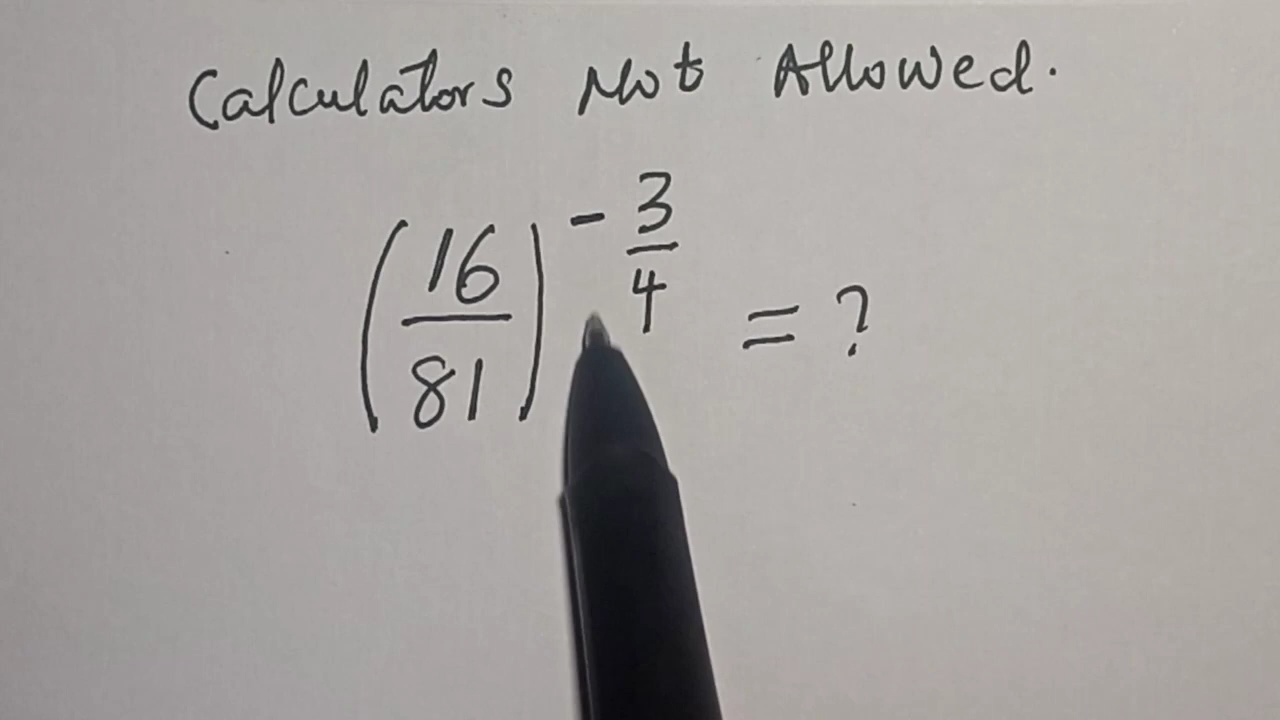 Calculators Not Allowed.
(16/81)^-3/4 = ?